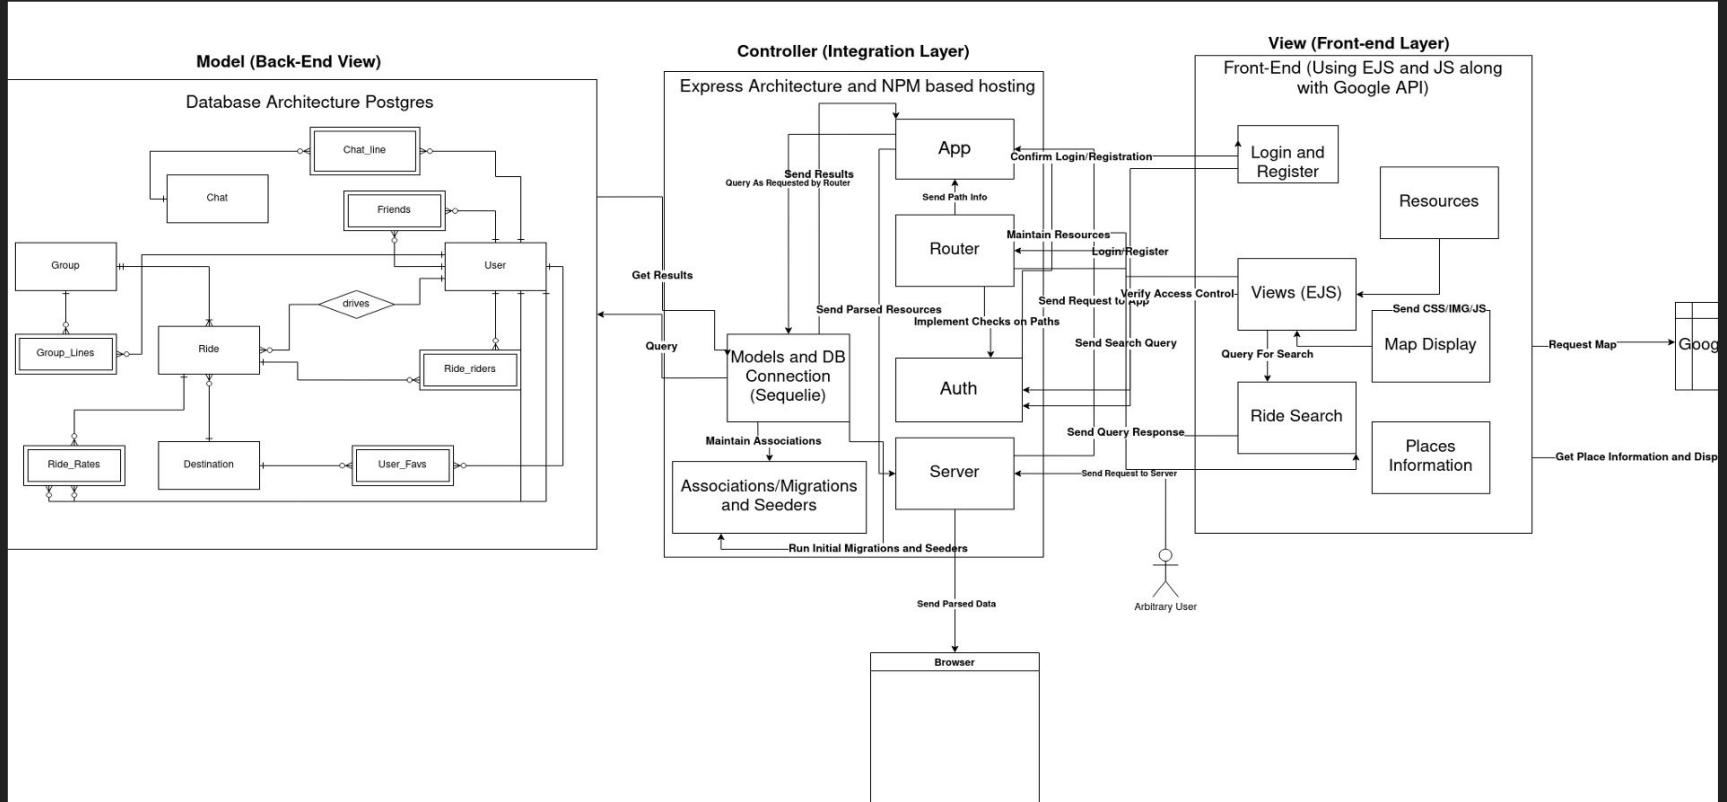 Model (Back-End View)
Controller (Integration Layer)
View (Front-end Layer)
Database Architecture Postgres
Chat_line
Chat
Friends
Group
User
drives
Ride
Group_Lines
Ride_riders
Ride_Rates
Destination
User_Favs
Get Results
Query
Express Architecture and NPM based hosting
App
Send Results
Query As Requested by Router
Confirm Login/Registration
Send Path Info
Router
Maintain Resources
Login/Register
Send Request to App
Verify Access Control
Send Parsed Resources
Implement Checks on Paths
Send Search Query
Models and DB
Connection
(Sequelie)
Auth
Maintain Associations
Send Query Response
Server
Send Request to Server
Associations/Migrations
and Seeders
Run Initial Migrations and Seeders
Send Parsed Data
Browser
Arbitrary User
Front-End (Using EJS and JS along
with Google API)
Login and
Register
Resources
Views (EJS)
Send CSS/IMG/JS
Map Display
Query For Search
Ride Search
Places
Information
Request Map
Goog
Get Place Information and Disp